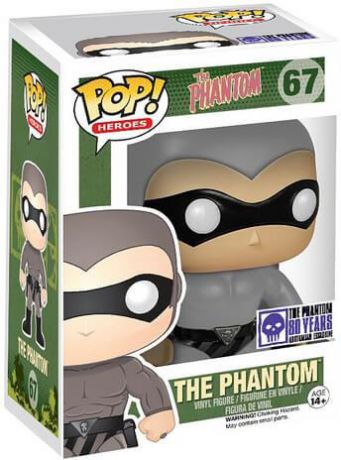 POP!
HEROES
The
PHANTOM
67
THE PHANTOM
80 YEARS
THE PHANTOM
VINYL FIGURE / FIGURINE EN VINYLE /
FIGURA DE VINIL
AGE
14+
WARNING! CHOKING HAZARD.
May contain small parts.
POP!
HEROES
THE PHANTOM
67